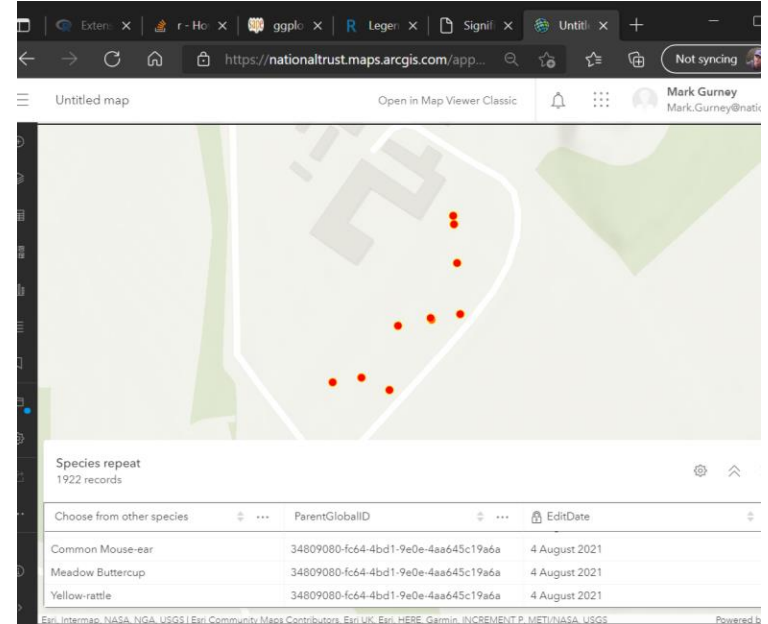 Exten: r - Ho ggplo Legen Signifi Untitle
https://nationaltrust.maps.arcgis.com/app... Not syncing
Untitled map Open in Map Viewer Classic Mark Gurney
Mark.Gurney@natio
Species repeat
1922 records
Choose from other species ... ParentGlobalID ... EditDate
Common Mouse-ear 34809080-fc64-4bd1-9e0e-4aa645c19a6a 4 August 2021
Meadow Buttercup 34809080-fc64-4bd1-9e0e-4aa645c19a6a 4 August 2021
Yellow-rattle 34809080-fc64-4bd1-9e0e-4aa645c19a6a 4 August 2021
Esri, Intermap, NASA, NGA, USGS | Esri Community Maps Contributors, Esri UK, Esri, HERE, Garmin, INCREMENT P, METI/NASA, USGS Powered b